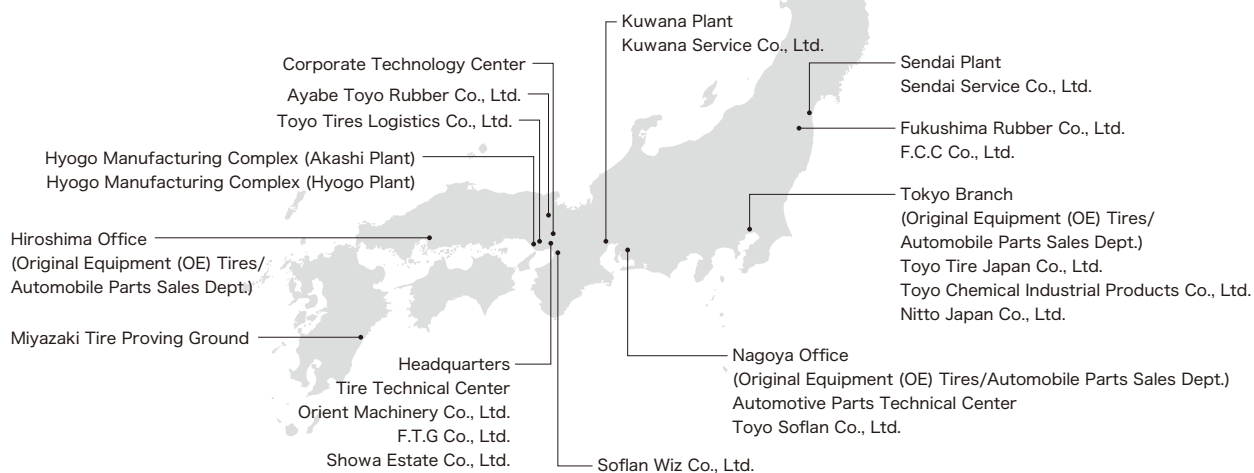 Kuwana Plant
Kuwana Service Co., Ltd.
Corporate Technology Center
Ayabe Toyo Rubber Co., Ltd.
Toyo Tires Logistics Co., Ltd.
Hyogo Manufacturing Complex (Akashi Plant)
Hyogo Manufacturing Complex (Hyogo Plant)
Hiroshima Office
(Original Equipment (OE) Tires/
Automobile Parts Sales Dept.)
Miyazaki Tire Proving Ground
Headquarters
Tire Technical Center
Orient Machinery Co., Ltd.
F.T.G Co., Ltd.
Showa Estate Co., Ltd.
Soflan Wiz Co., Ltd.
Sendai Plant
Sendai Service Co., Ltd.
Fukushima Rubber Co., Ltd.
F.C.C Co., Ltd.
Tokyo Branch
(Original Equipment (OE) Tires/
Automobile Parts Sales Dept.)
Toyo Tire Japan Co., Ltd.
Toyo Chemical Industrial Products Co., Ltd.
Nitto Japan Co., Ltd.
Nagoya Office
(Original Equipment (OE) Tires/Automobile Parts Sales Dept.)
Automotive Parts Technical Center
Toyo Soflan Co., Ltd.